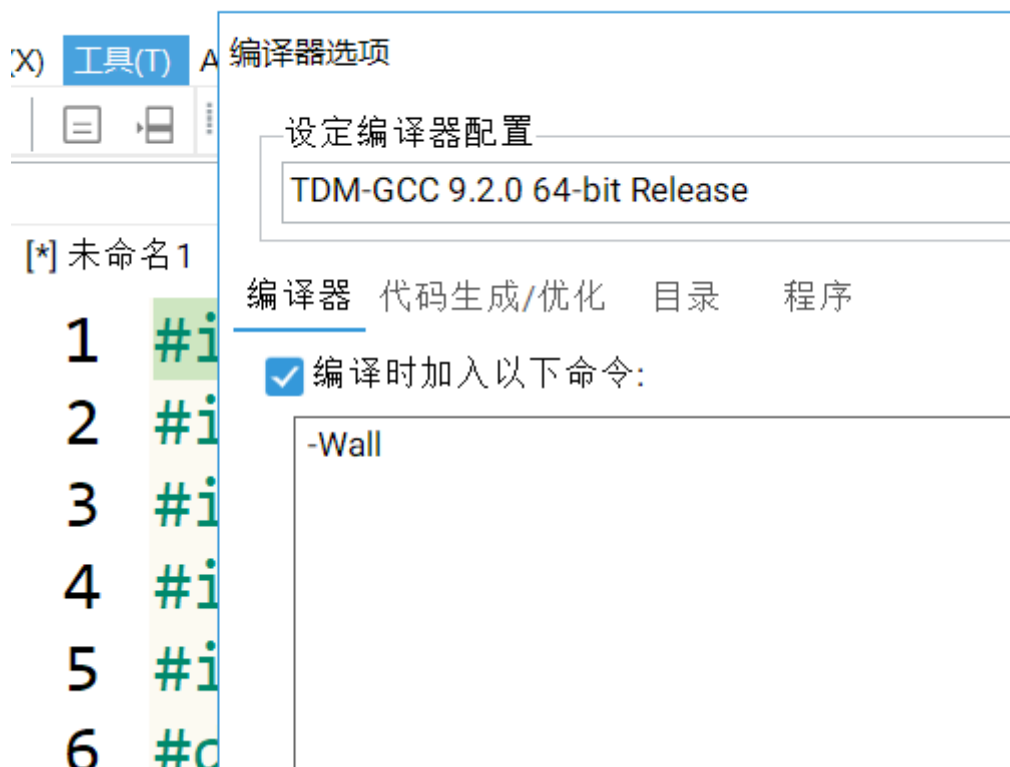 (X) 工具(T) A
编译器选项
设定编译器配置
TDM-GCC 9.2.0 64-bit Release
[*] 未命名1
编译器 代码生成/优化 目录 程序
编译时加入以下命令:
-Wall
1 #i
2 #i
3 #i
4 #i
5 #i
6 #d